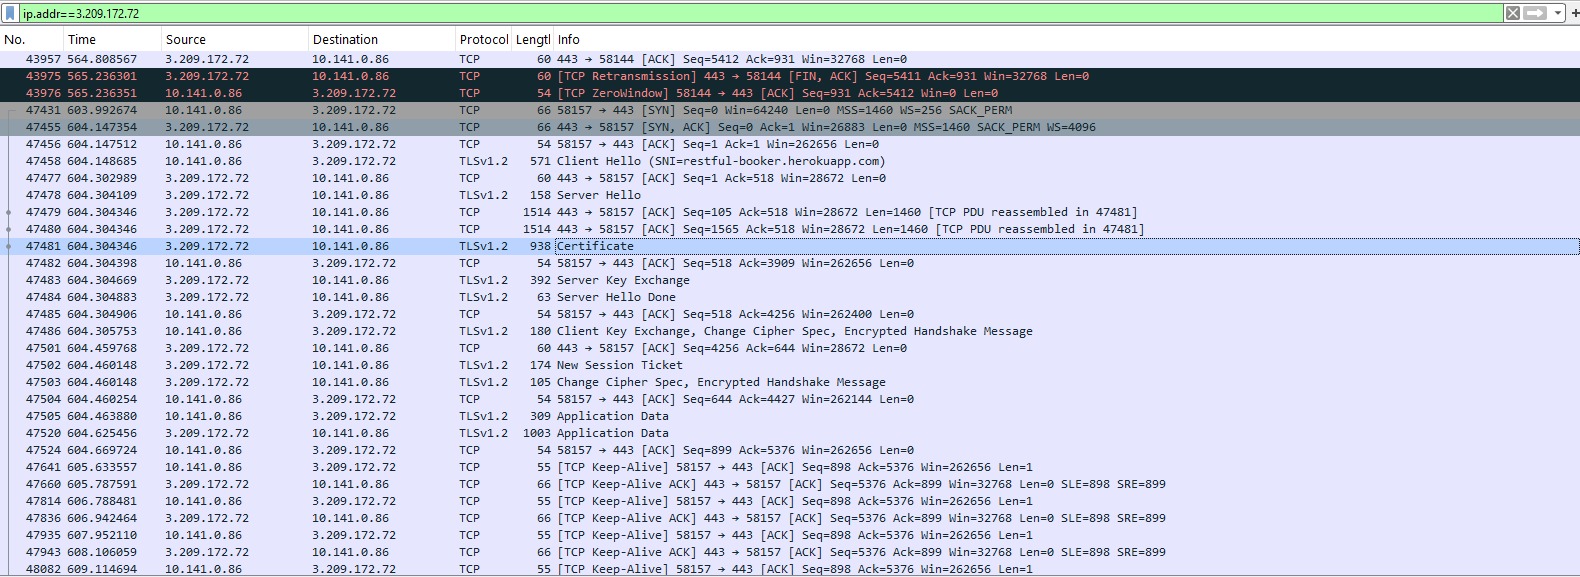 ip.addr==3.209.172.72
No. Time Source Destination Protocol Lengtl Info
43957 564.808567 3.209.172.72 10.141.0.86 TCP 60 443 → 58144 [ACK] Seq=5412 Ack=931 Win=32768 Len=0
43975 565.236301 3.209.172.72 10.141.0.86 TCP 60 [TCP Retransmission] 443 → 58144 [FIN, ACK] Seq=5411 Ack=931 Win=32768 Len=0
43976 565.236351 10.141.0.86 3.209.172.72 TCP 54 [TCP ZeroWindow] 58144 → 443 [ACK] Seq=931 Ack=5412 Win=0 Len=0
47431 603.992674 10.141.0.86 3.209.172.72 TCP 66 58157 → 443 [SYN] Seq=0 Win=64240 Len=0 MSS=1460 WS=256 SACK_PERM
47455 604.147354 3.209.172.72 10.141.0.86 TCP 66 443 → 58157 [SYN, ACK] Seq=0 Ack=1 Win=26883 Len=0 MSS=1460 SACK_PERM WS=4096
47456 604.147512 10.141.0.86 3.209.172.72 TCP 54 58157 → 443 [ACK] Seq=1 Ack=1 Win=262656 Len=0
47458 604.148685 10.141.0.86 3.209.172.72 TLSv1.2 571 Client Hello (SNI=restful-booker.herokuapp.com)
47477 604.302989 3.209.172.72 10.141.0.86 TCP 60 443 → 58157 [ACK] Seq=1 Ack=518 Win=28672 Len=0
47478 604.304109 3.209.172.72 10.141.0.86 TLSv1.2 158 Server Hello
47479 604.304346 3.209.172.72 10.141.0.86 TCP 1514 443 → 58157 [ACK] Seq=105 Ack=518 Win=28672 Len=1460 [TCP PDU reassembled in 47481]
47480 604.304346 3.209.172.72 10.141.0.86 TCP 1514 443 → 58157 [ACK] Seq=1565 Ack=518 Win=28672 Len=1460 [TCP PDU reassembled in 47481]
47481 604.304346 3.209.172.72 10.141.0.86 TLSv1.2 938 Certificate
47482 604.304398 10.141.0.86 3.209.172.72 TCP 54 58157 → 443 [ACK] Seq=518 Ack=3909 Win=262656 Len=0
47483 604.304669 3.209.172.72 10.141.0.86 TLSv1.2 392 Server Key Exchange
47484 604.304883 3.209.172.72 10.141.0.86 TLSv1.2 63 Server Hello Done
47485 604.304906 10.141.0.86 3.209.172.72 TCP 54 58157 → 443 [ACK] Seq=518 Ack=4256 Win=262400 Len=0
47486 604.305753 10.141.0.86 3.209.172.72 TLSv1.2 180 Client Key Exchange, Change Cipher Spec, Encrypted Handshake Message
47501 604.459768 3.209.172.72 10.141.0.86 TCP 60 443 → 58157 [ACK] Seq=4256 Ack=644 Win=28672 Len=0
47502 604.460148 3.209.172.72 10.141.0.86 TLSv1.2 174 New Session Ticket
47503 604.460148 3.209.172.72 10.141.0.86 TLSv1.2 105 Change Cipher Spec, Encrypted Handshake Message
47504 604.460254 10.141.0.86 3.209.172.72 TCP 54 58157 → 443 [ACK] Seq=644 Ack=4427 Win=262144 Len=0
47505 604.463880 10.141.0.86 3.209.172.72 TLSv1.2 309 Application Data
47520 604.625456 3.209.172.72 10.141.0.86 TLSv1.2 1003 Application Data
47524 604.669724 10.141.0.86 3.209.172.72 TCP 54 58157 → 443 [ACK] Seq=899 Ack=5376 Win=262656 Len=0
47641 605.633557 10.141.0.86 3.209.172.72 TCP 55 [TCP Keep-Alive] 58157 → 443 [ACK] Seq=898 Ack=5376 Win=262656 Len=1
47660 605.787591 3.209.172.72 10.141.0.86 TCP 66 [TCP Keep-Alive ACK] 443 → 58157 [ACK] Seq=5376 Ack=899 Win=32768 Len=0 SLE=898 SRE=899
47814 606.788481 10.141.0.86 3.209.172.72 TCP 55 [TCP Keep-Alive] 58157 → 443 [ACK] Seq=898 Ack=5376 Win=262656 Len=1
47836 606.942464 3.209.172.72 10.141.0.86 TCP 66 [TCP Keep-Alive ACK] 443 → 58157 [ACK] Seq=5376 Ack=899 Win=32768 Len=0 SLE=898 SRE=899
47935 607.952110 10.141.0.86 3.209.172.72 TCP 55 [TCP Keep-Alive] 58157 → 443 [ACK] Seq=898 Ack=5376 Win=262656 Len=1
47943 608.106059 3.209.172.72 10.141.0.86 TCP 66 [TCP Keep-Alive ACK] 443 → 58157 [ACK] Seq=5376 Ack=899 Win=32768 Len=0 SLE=898 SRE=899
48082 609.114694 10.141.0.86 3.209.172.72 TCP 55 [TCP Keep-Alive] 58157 → 443 [ACK] Seq=898 Ack=5376 Win=262656 Len=1